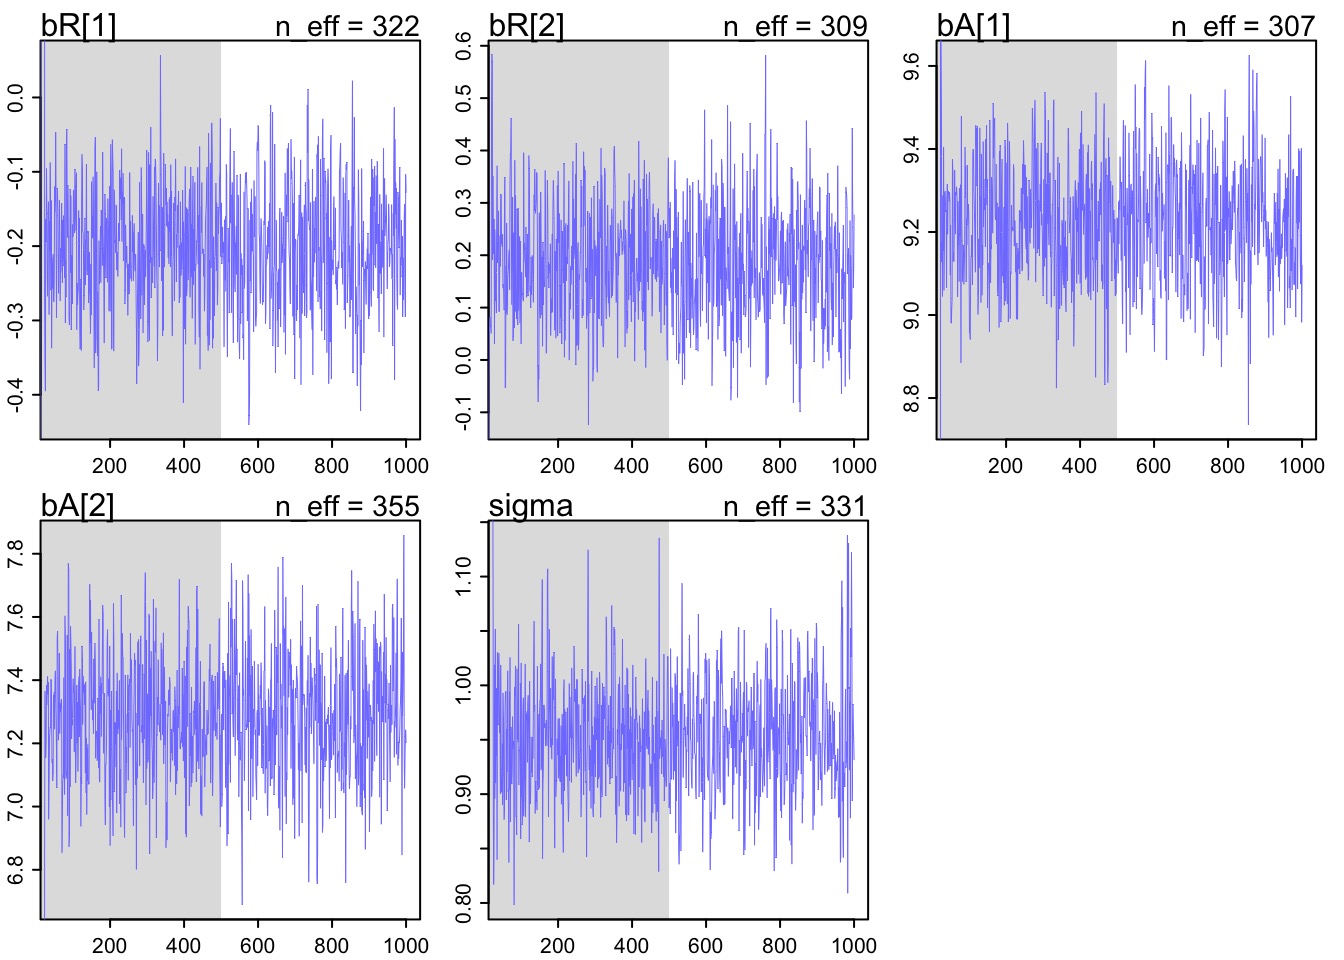 bR[1] n_eff = 322
0.0
-0.1
-0.2
-0.3
-0.4
200 400 600 800 1000
bR[2] n_eff = 309
0.6
0.5
0.4
0.3
0.2
0.1
0.0
-0.1
200 400 600 800 1000
bA[1] n_eff = 307
9.6
9.4
9.2
9.0
8.8
200 400 600 800 1000
bA[2] n_eff = 355
7.8
7.6
7.4
7.2
7.0
6.8
200 400 600 800 1000
sigma n_eff = 331
1.10
1.00
0.90
0.80
200 400 600 800 1000